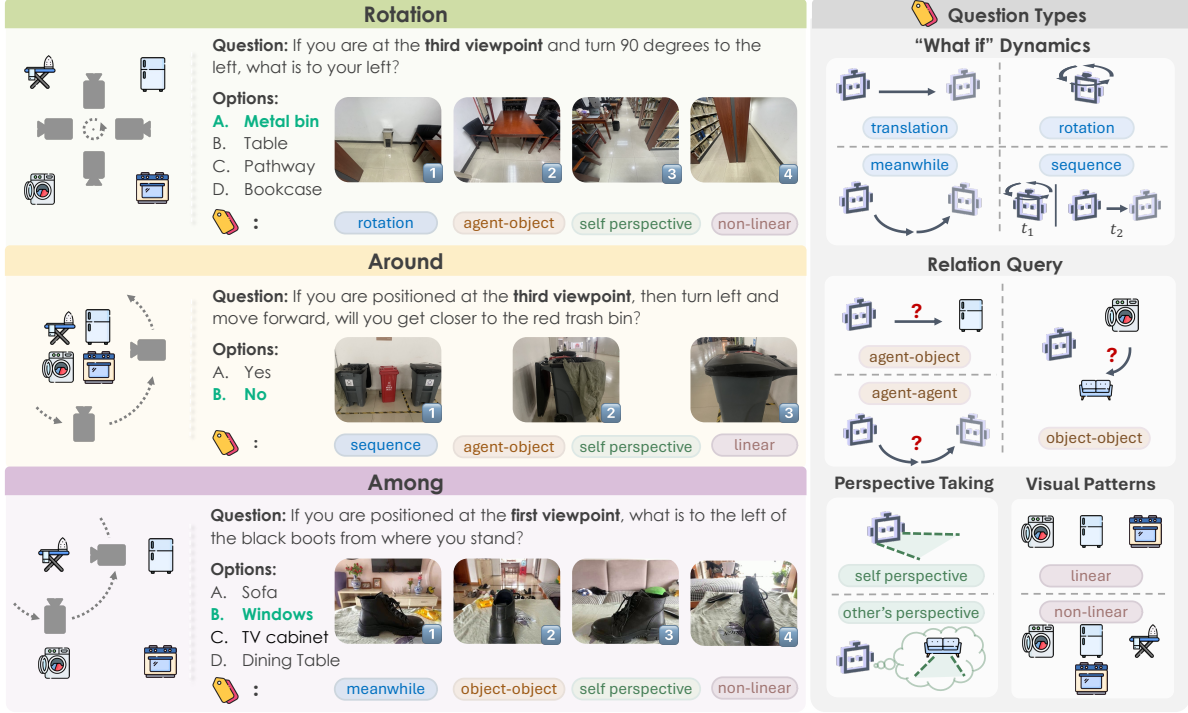 Rotation
Question: If you are at the third viewpoint and turn 90 degrees to the
left, what is to your left?
Options:
A. Metal bin
B. Table
C. Pathway
D. Bookcase
1
2
3
4
:
rotation
agent-object
self perspective
non-linear
Around
Question: If you are positioned at the third viewpoint, then turn left and
move forward, will you get closer to the red trash bin?
Options:
A. Yes
B. No
1
2
3
:
sequence
agent-object
self perspective
linear
Among
Question: If you are positioned at the first viewpoint, what is to the left of
the black boots from where you stand?
Options:
A. Sofa
B. Windows
C. TV cabinet
D. Dining Table
1
2
3
4
:
meanwhile
object-object
self perspective
non-linear
Question Types
“What if” Dynamics
translation
rotation
meanwhile
sequence
t1
t2
Relation Query
?
agent-object
agent-agent
?
?
object-object
Perspective Taking
self perspective
other's perspective
Visual Patterns
linear
non-linear